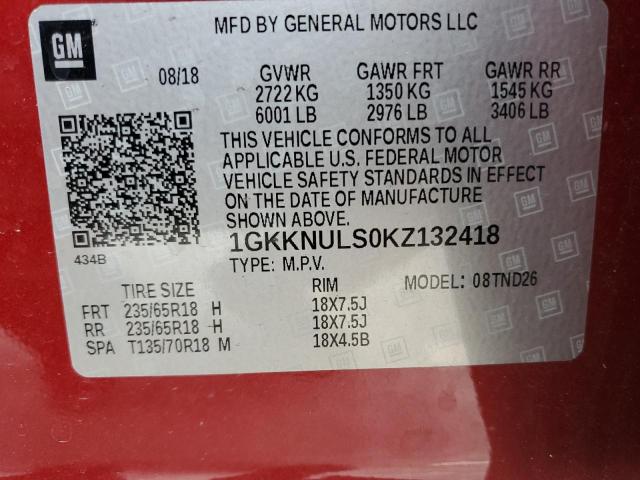 GM
MFD BY GENERAL MOTORS LLC
08/18 GVWR GAWR FRT GAWR RR
2722 KG 1350 KG 1545 KG
6001 LB 2976 LB 3406 LB
THIS VEHICLE CONFORMS TO ALL
APPLICABLE U.S. FEDERAL MOTOR
VEHICLE SAFETY STANDARDS IN EFFECT
ON THE DATE OF MANUFACTURE
SHOWN ABOVE.
434B
1GKKNULS0KZ132418
TYPE: M.P.V. MODEL: 08TND26
TIRE SIZE RIM
FRT 235/65R18 H 18X7.5J
RR 235/65R18 H 18X7.5J
SPA T135/70R18 M 18X4.5B